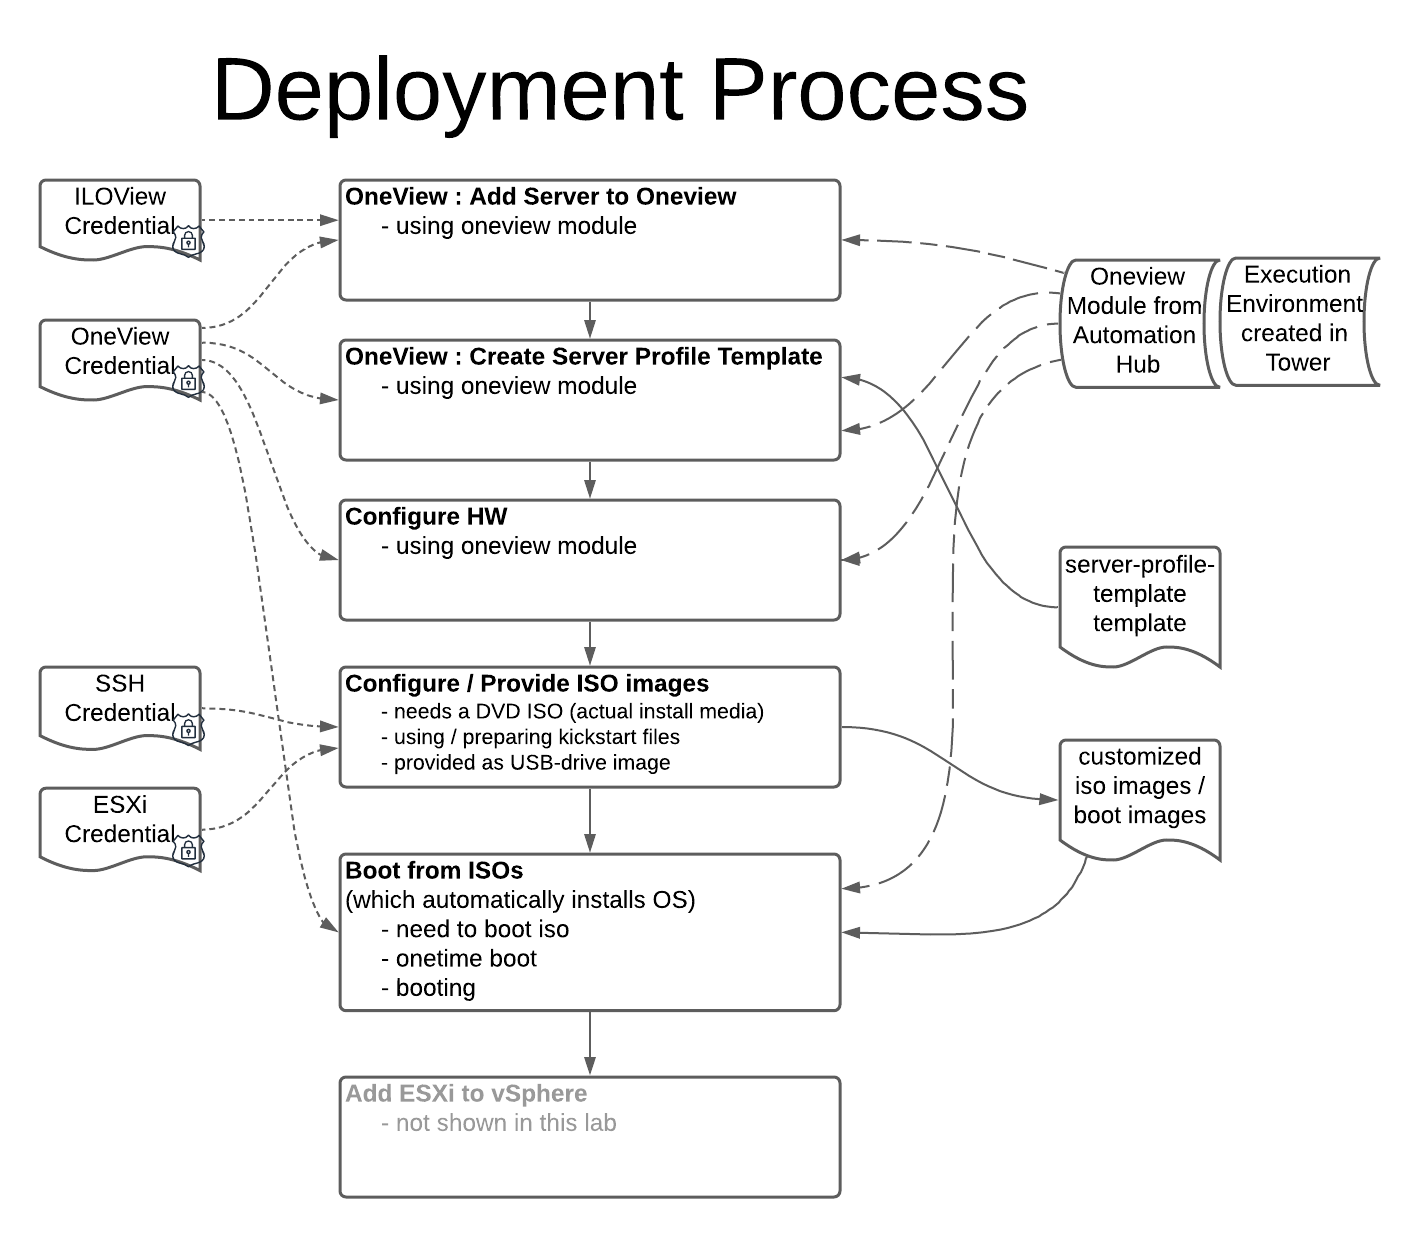 Deployment Process
ILOView
Credential
OneView : Add Server to Oneview
- using oneview module
Oneview
Module from
Automation
Hub
Execution
Environment
created in
Tower
OneView
Credential
OneView : Create Server Profile Template
- using oneview module
Configure HW
- using oneview module
server-profile-
template
template
SSH
Credential
Configure / Provide ISO images
- needs a DVD ISO (actual install media)
- using / preparing kickstart files
- provided as USB-drive image
customized
iso images /
boot images
ESXi
Credential
Boot from ISOs
(which automatically installs OS)
- need to boot iso
- onetime boot
- booting
Add ESXi to vSphere
- not shown in this lab